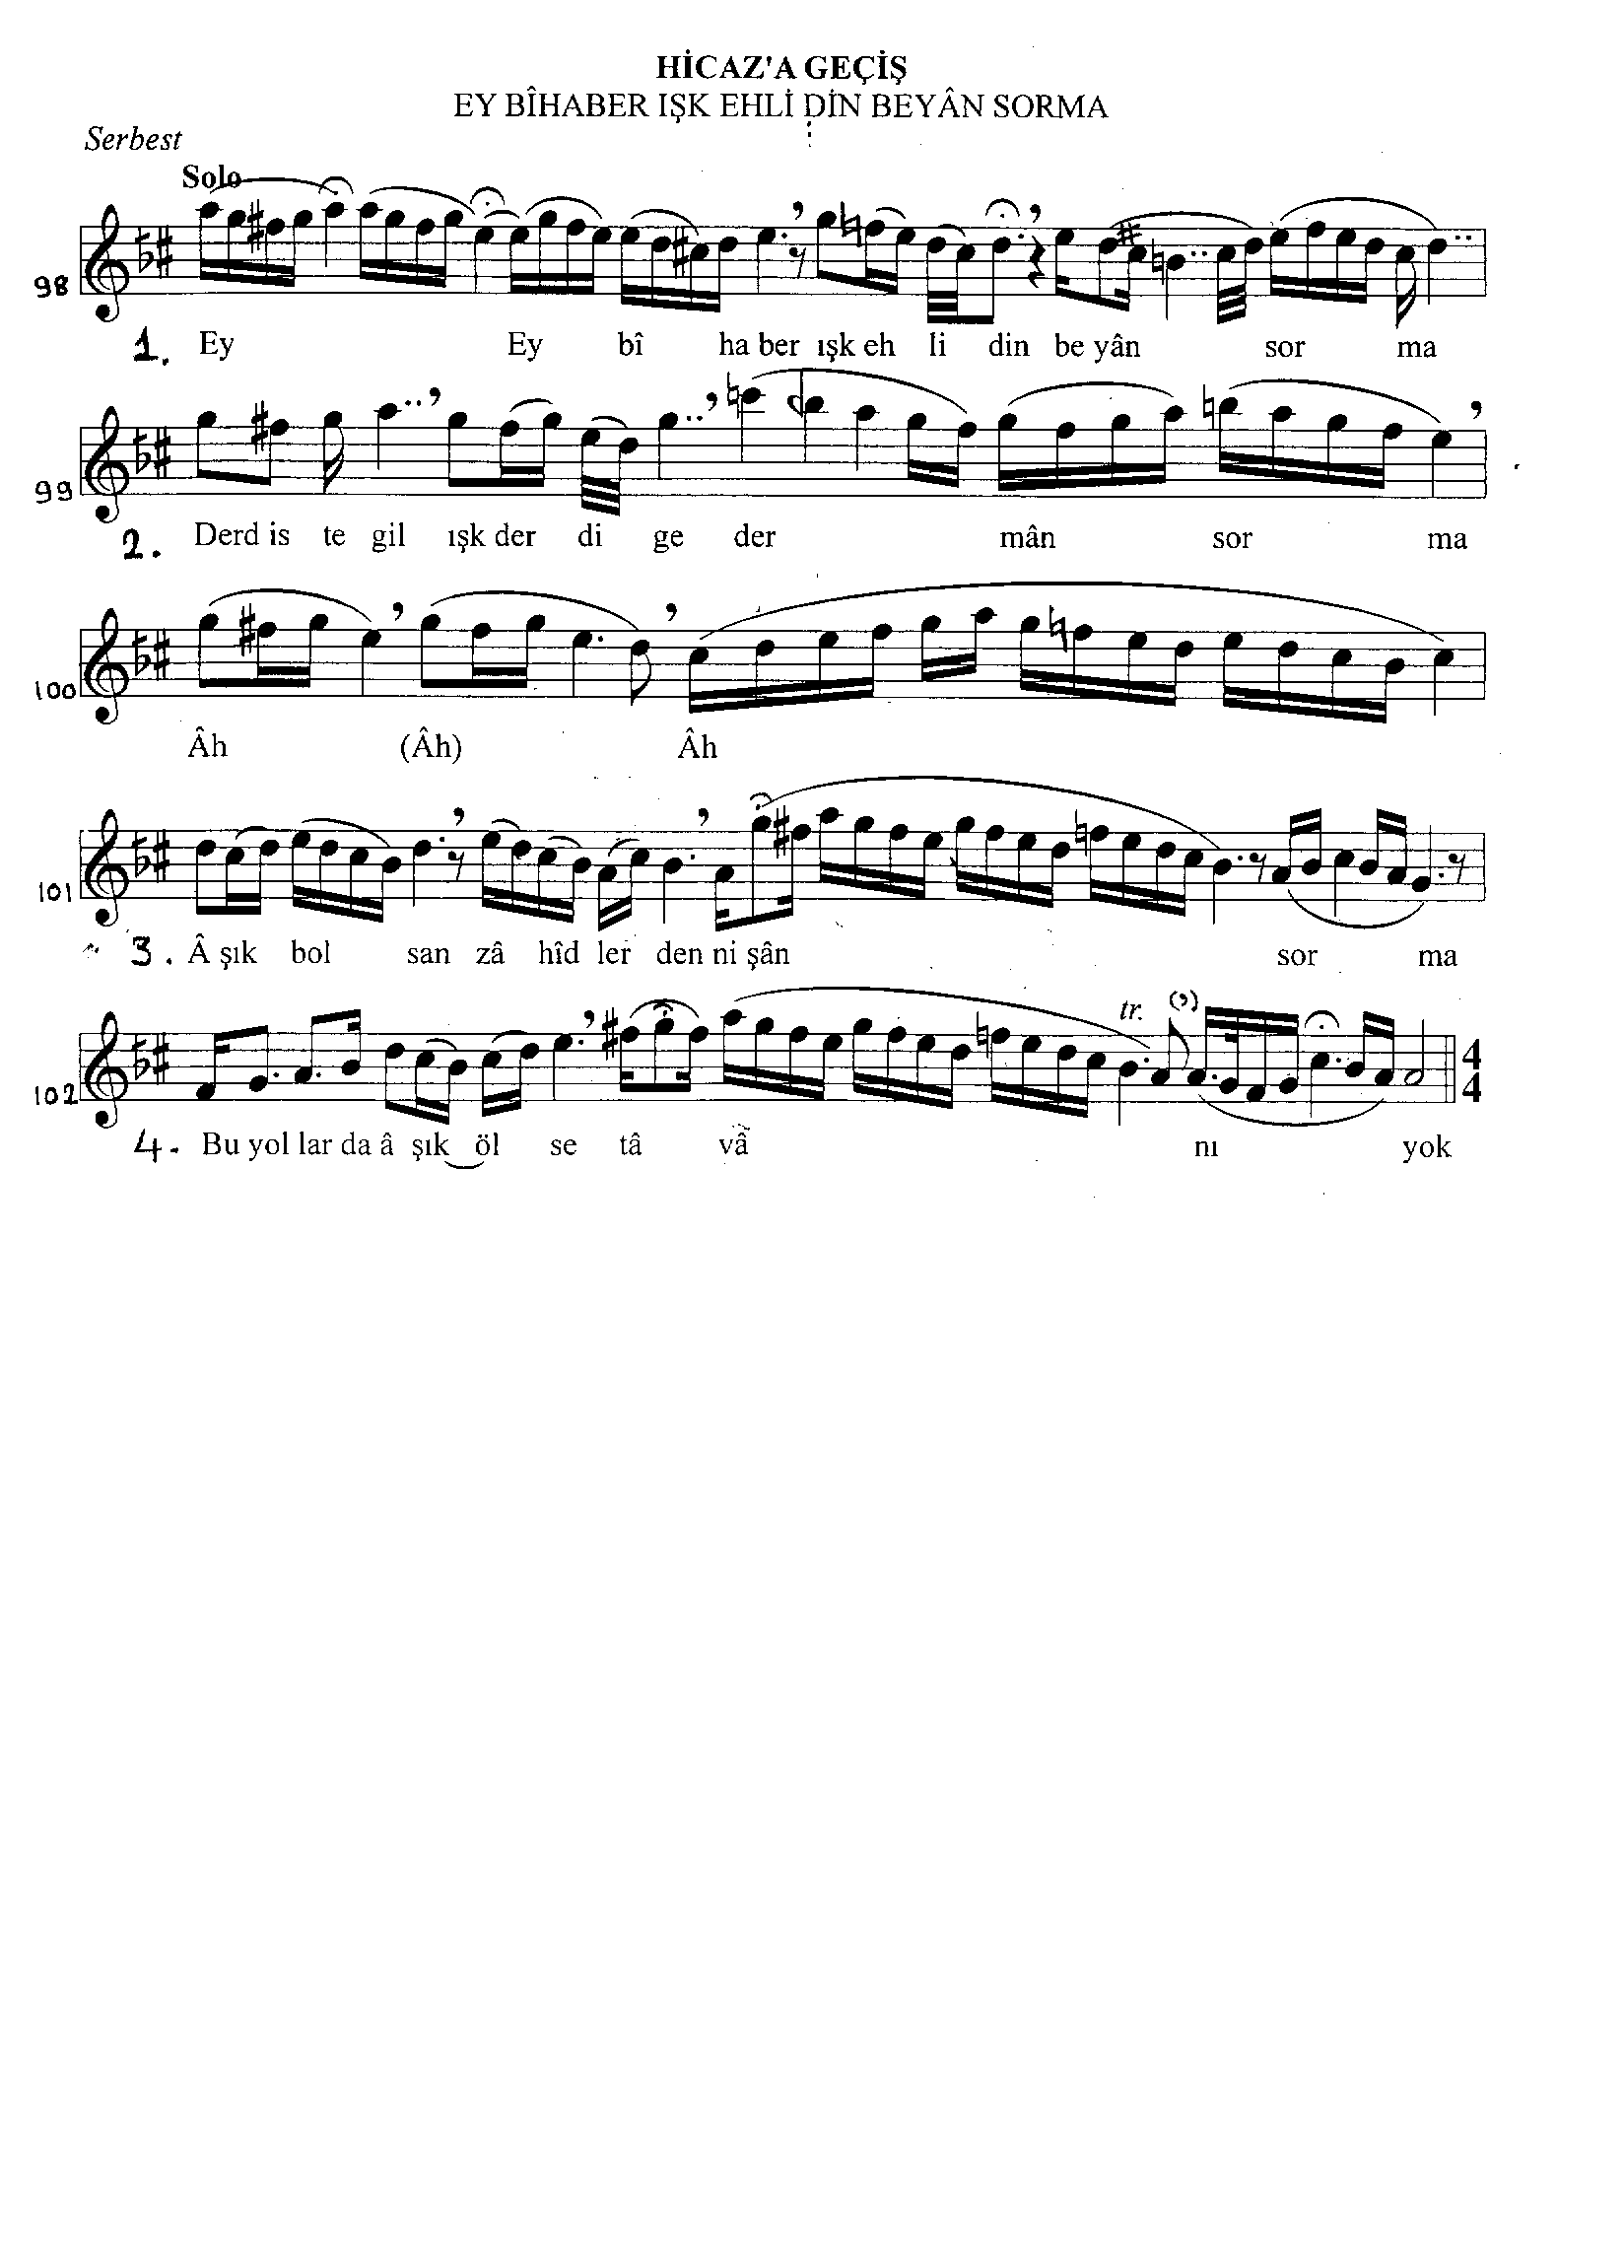 HİCAZ'A GEÇİŞ
EY BÎHABER IŞK EHLİ DİN BEYÂN SORMA
Serbest
Solo
98
1. Ey Ey bî ha ber ışk eh li din be yân sor ma
99
2. Derd is te gil ışk der di ge der mân sor ma
100
Âh (Âh) Âh
101
3. Â şık bol san zâ hîd ler den ni şân sor ma
tr.
102
4
4
4. Bu yol lar da â şık öl se tâ vâ nı yok